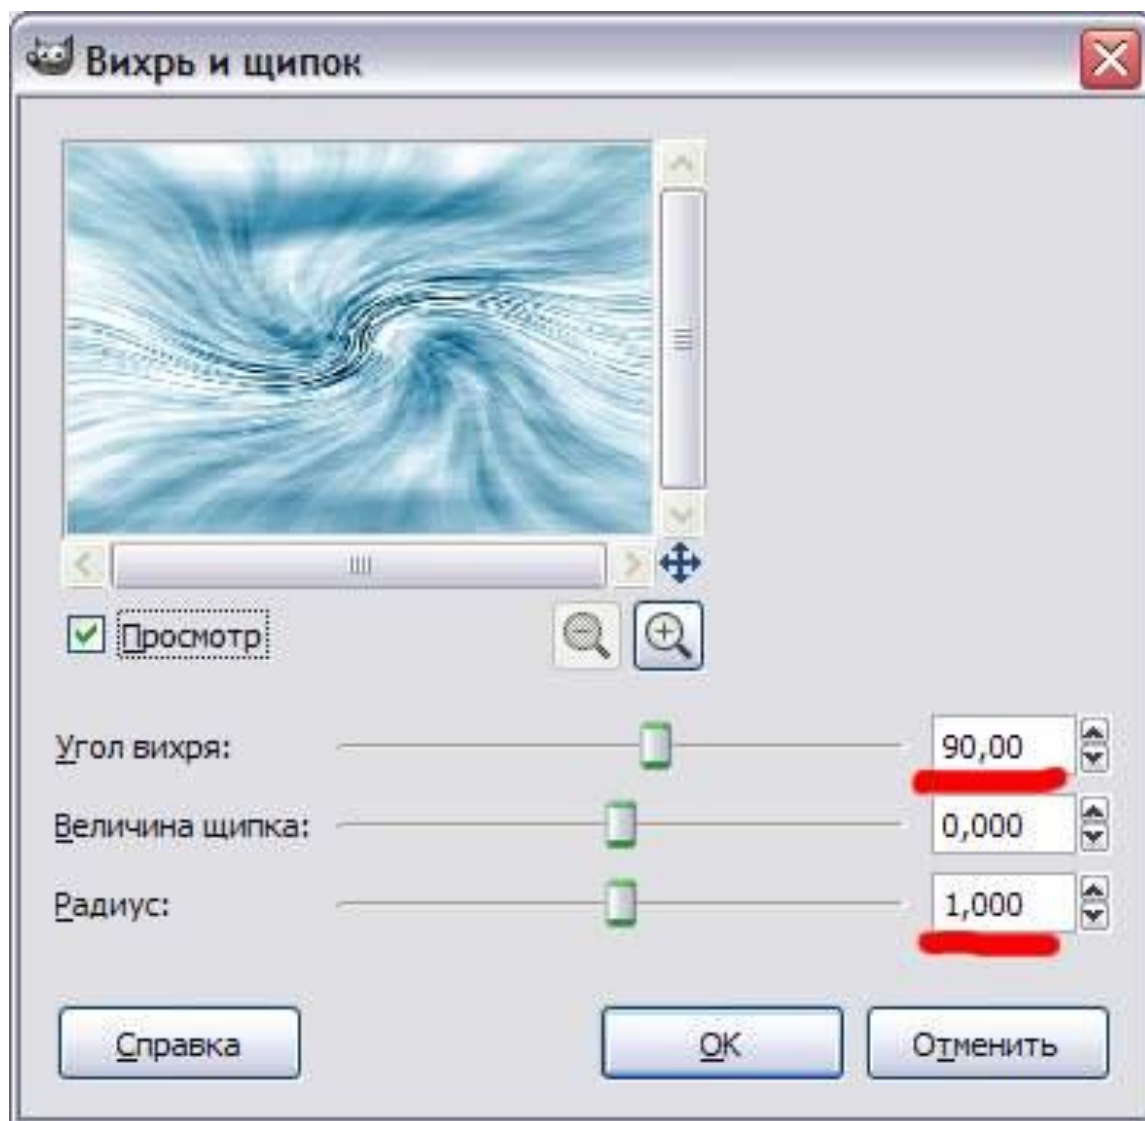 Вихрь и щипок
Просмотр
Угол вихря: 90,00
Величина щипка: 0,000
Радиус: 1,000
Справка OK Отменить